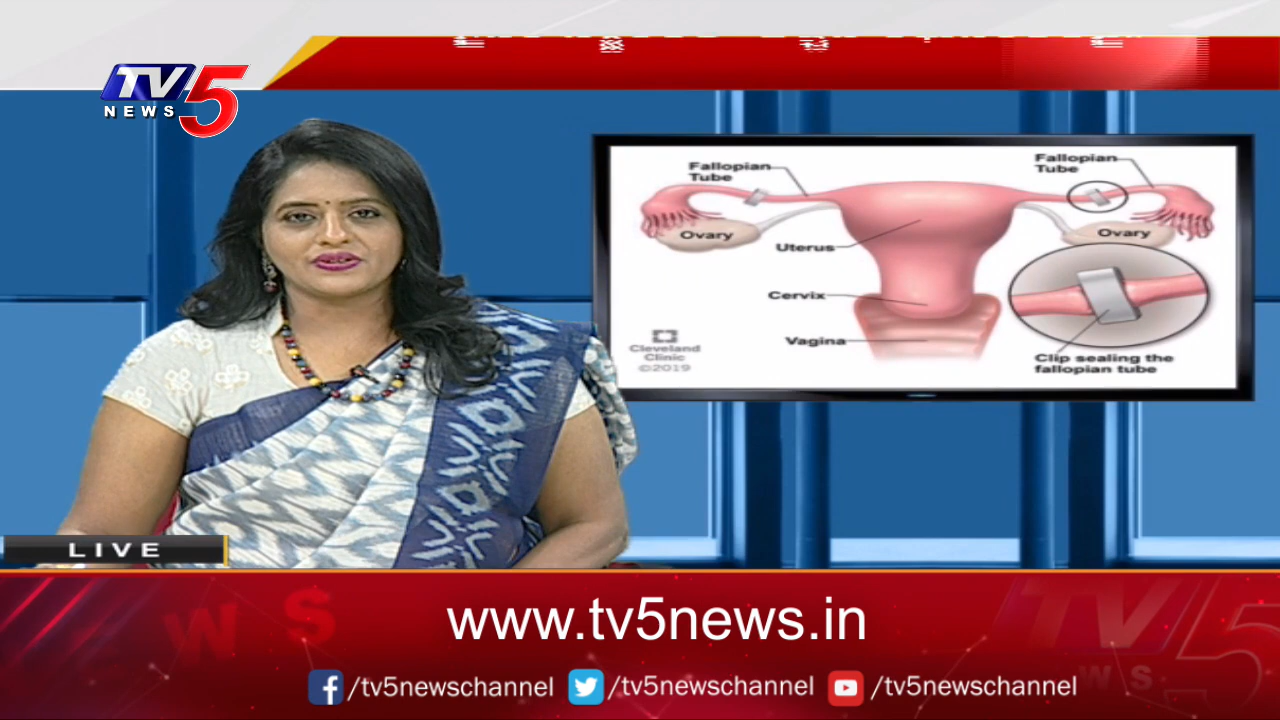 TV5
NEWS
Fallopian
Tube
Fallopian
Tube
Ovary
Ovary
Uterus
Cervix
Vagina
Cleveland
Clinic
©2019
Clip sealing the
fallopian tube
LIVE
www.tv5news.in
/tv5newschannel /tv5newschannel /tv5newschannel